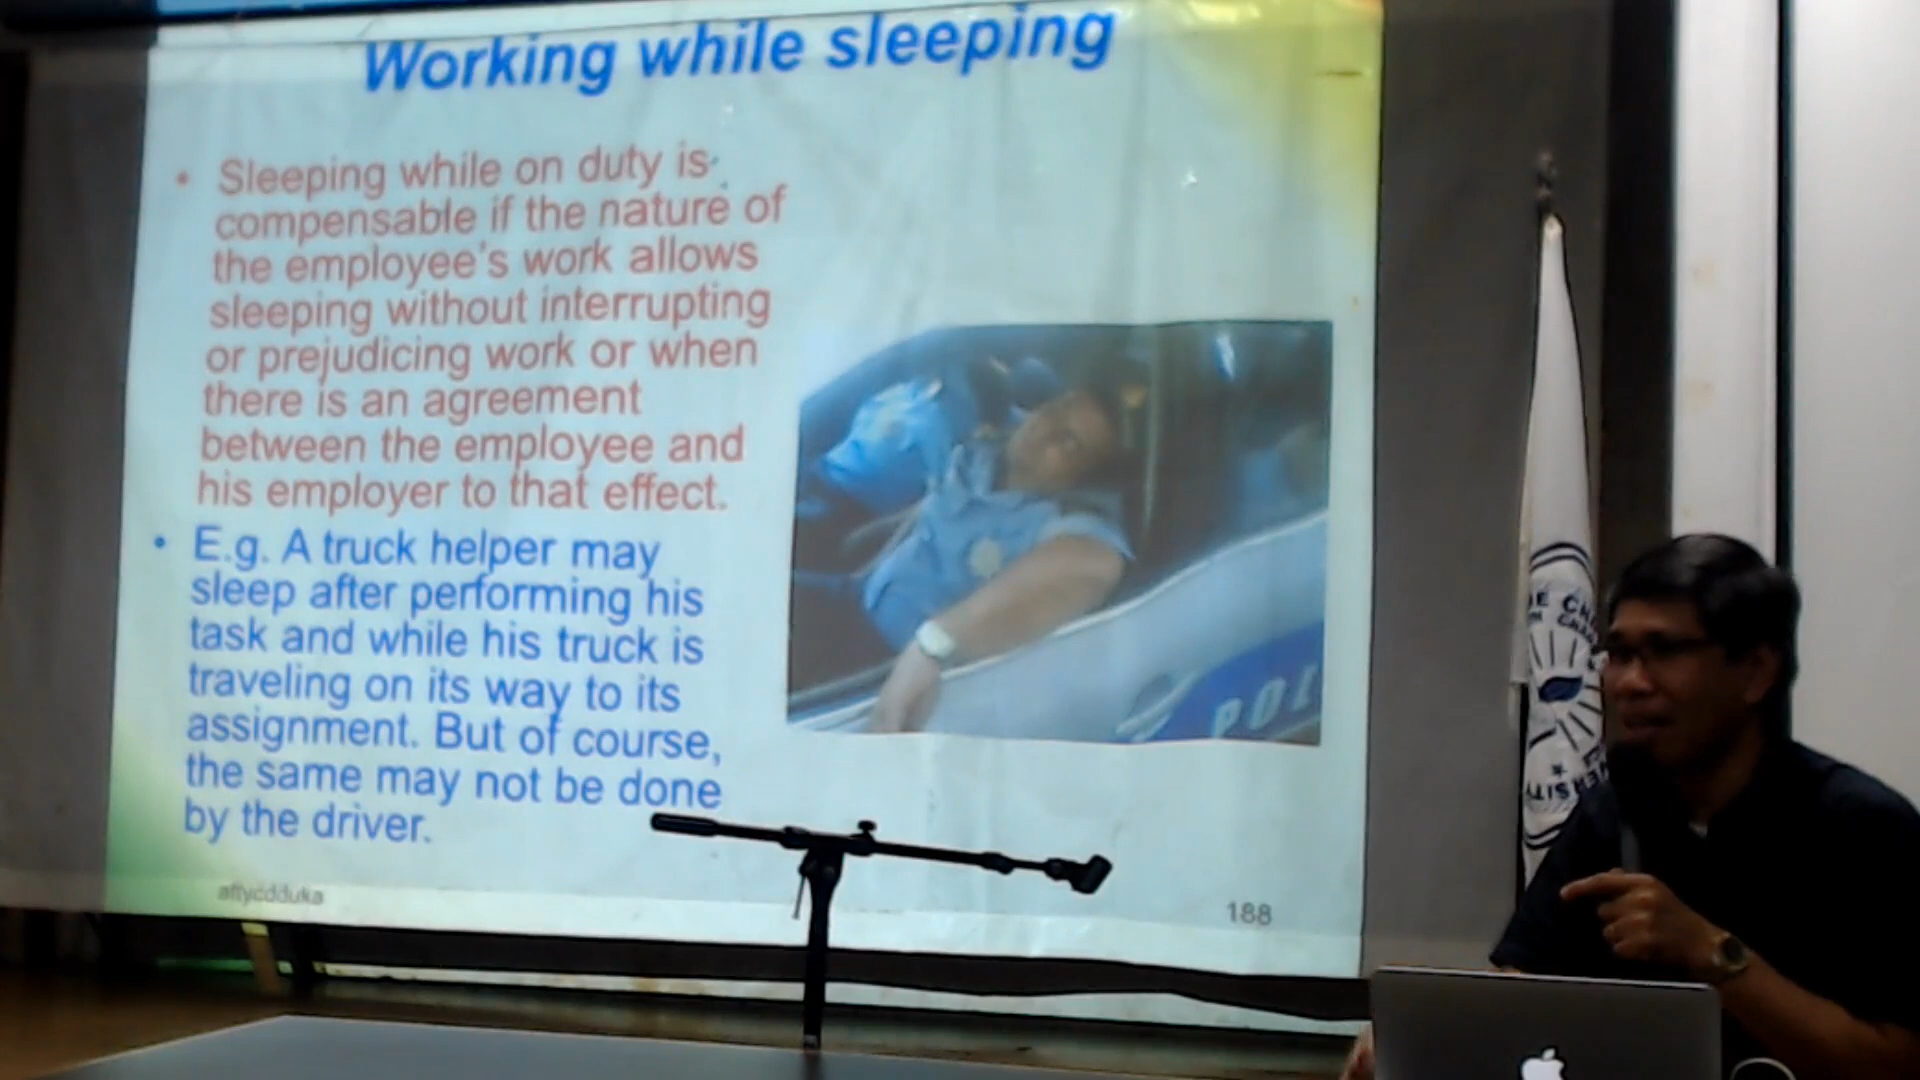 Working while sleeping
• Sleeping while on duty is
compensable if the nature of
the employee's work allows
sleeping without interrupting
or prejudicing work or when
there is an agreement
between the employee and
his employer to that effect.
• E.g. A truck helper may
sleep after performing his
task and while his truck is
traveling on its way to its
assignment. But of course,
the same may not be done
by the driver.
attycdduka
188